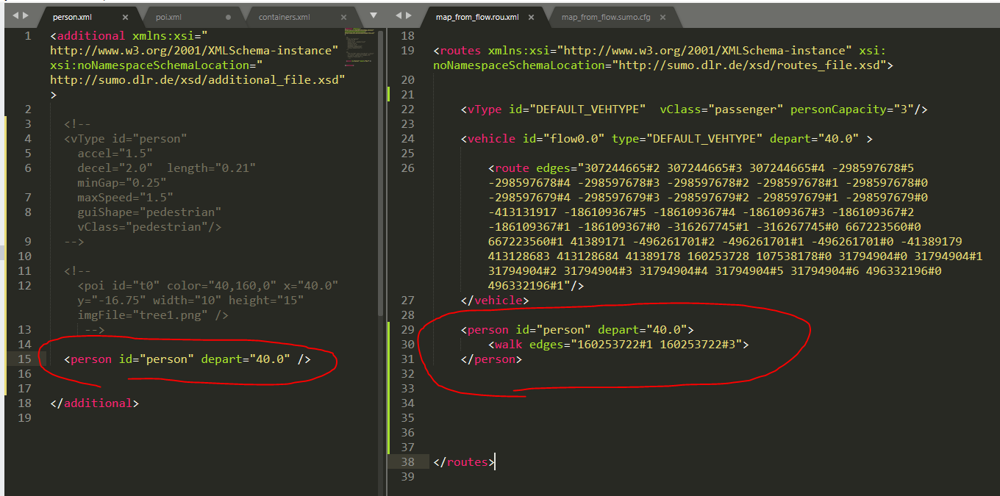 person.xml × poi.xml containers.xml ×
1 <additional xmlns:xsi="
http://www.w3.org/2001/XMLSchema-instance"
xsi:noNamespaceSchemaLocation="
http://sumo.dlr.de/xsd/additional_file.xsd"
>
2
3 <!--
4 <vType id="person"
5 accel="1.5"
6 decel="2.0"  length="0.21"
minGap="0.25"
7 maxSpeed="1.5"
8 guiShape="pedestrian"
vClass="pedestrian"/>
9 -->
10
11 <!--
12 <poi id="t0" color="40,160,0" x="40.0"
y="-16.75" width="10" height="15"
imgFile="tree1.png" />
13 -->
14
15 <person id="person" depart="40.0" />
16
17
18 </additional>
19
map_from_flow.rou.xml × map_from_flow.sumo.cfg ×
18
19 <routes xmlns:xsi="http://www.w3.org/2001/XMLSchema-instance" xsi:
noNamespaceSchemaLocation="http://sumo.dlr.de/xsd/routes_file.xsd">
20
21
22 <vType id="DEFAULT_VEHTYPE"  vClass="passenger" personCapacity="3"/>
23
24 <vehicle id="flow0.0" type="DEFAULT_VEHTYPE" depart="40.0" >
25
26 <route edges="307244665#2 307244665#3 307244665#4 -298597678#5
-298597678#4 -298597678#3 -298597678#2 -298597678#1 -298597678#0
-298597679#4 -298597679#3 -298597679#2 -298597679#1 -298597679#0
-413131917 -186109367#5 -186109367#4 -186109367#3 -186109367#2
-186109367#1 -186109367#0 -316267745#1 -316267745#0 667223560#0
667223560#1 41389171 -496261701#2 -496261701#1 -496261701#0 -41389179
413128683 413128684 41389178 160253728 107538178#0 31794904#0 31794904#1
31794904#2 31794904#3 31794904#4 31794904#5 31794904#6 496332196#0
496332196#1"/>
27 </vehicle>
28
29 <person id="person" depart="40.0">
30 <walk edges="160253722#1 160253722#3">
31 </person>
32
33
34
35
36
37
38 </routes>
39